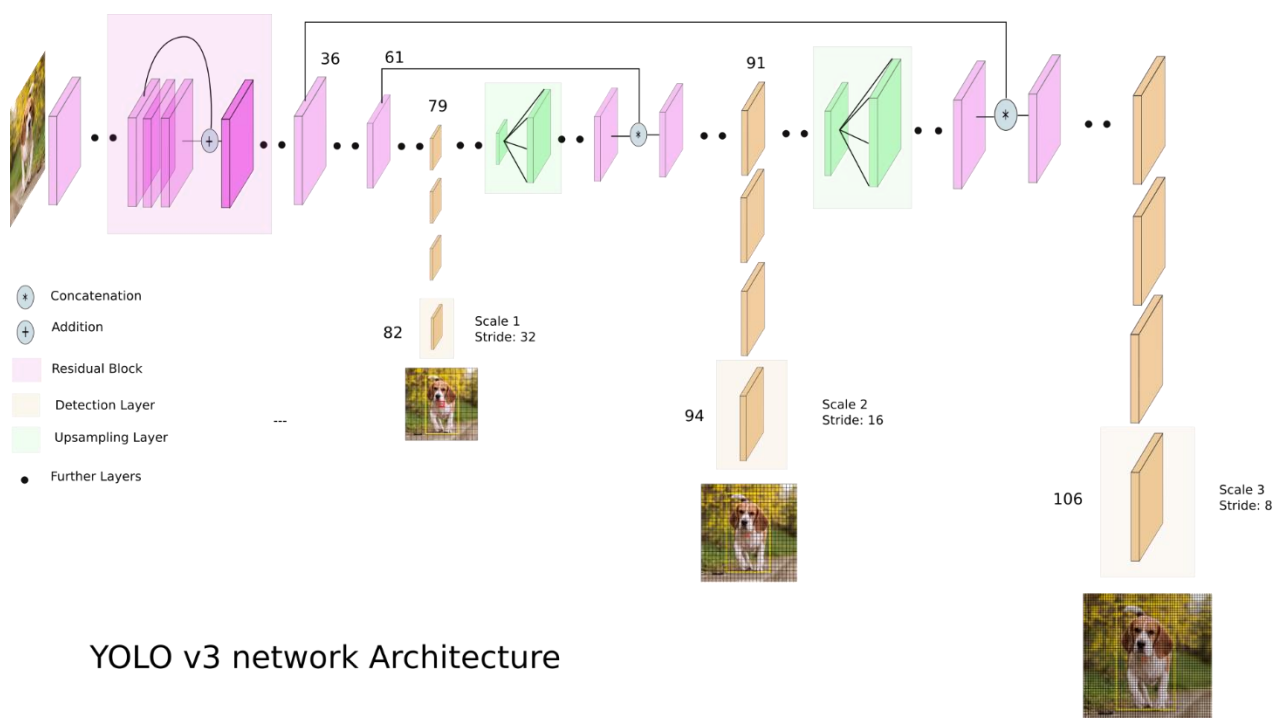 36
61
79
91
+
*
*
* Concatenation
+ Addition
Residual Block
Detection Layer
Upsampling Layer
Further Layers
---
82
Scale 1
Stride: 32
94
Scale 2
Stride: 16
106
Scale 3
Stride: 8
YOLO v3 network Architecture